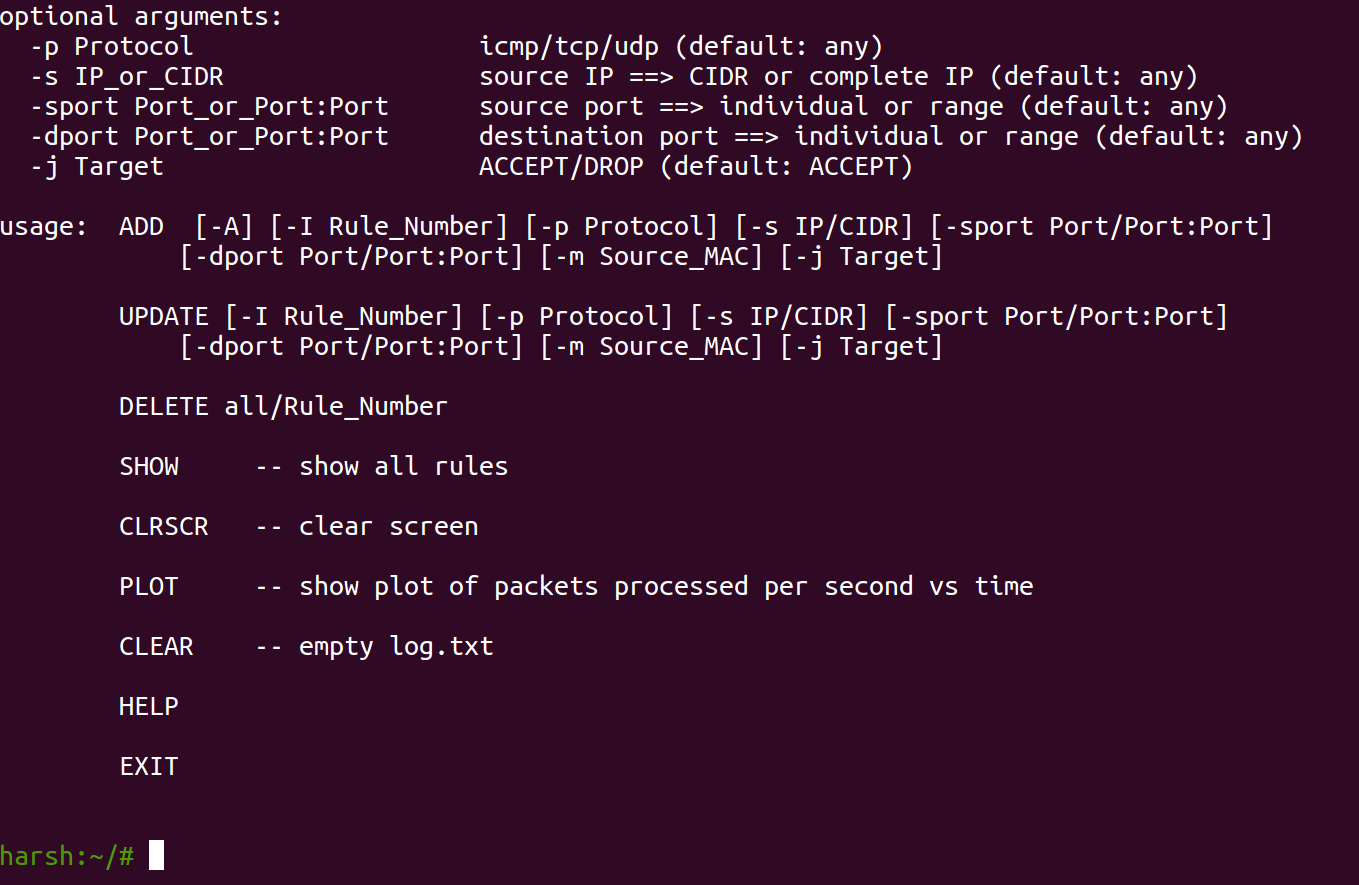 optional arguments:
  -p Protocol                   icmp/tcp/udp (default: any)
  -s IP_or_CIDR                 source IP ==> CIDR or complete IP (default: any)
  -sport Port_or_Port:Port      source port ==> individual or range (default: any)
  -dport Port_or_Port:Port      destination port ==> individual or range (default: any)
  -j Target                     ACCEPT/DROP (default: ACCEPT)

usage:  ADD  [-A] [-I Rule_Number] [-p Protocol] [-s IP/CIDR] [-sport Port/Port:Port]
            [-dport Port/Port:Port] [-m Source_MAC] [-j Target]

        UPDATE [-I Rule_Number] [-p Protocol] [-s IP/CIDR] [-sport Port/Port:Port]
            [-dport Port/Port:Port] [-m Source_MAC] [-j Target]

        DELETE all/Rule_Number

        SHOW     -- show all rules

        CLRSCR   -- clear screen

        PLOT     -- show plot of packets processed per second vs time

        CLEAR    -- empty log.txt

        HELP

        EXIT

harsh:~/#